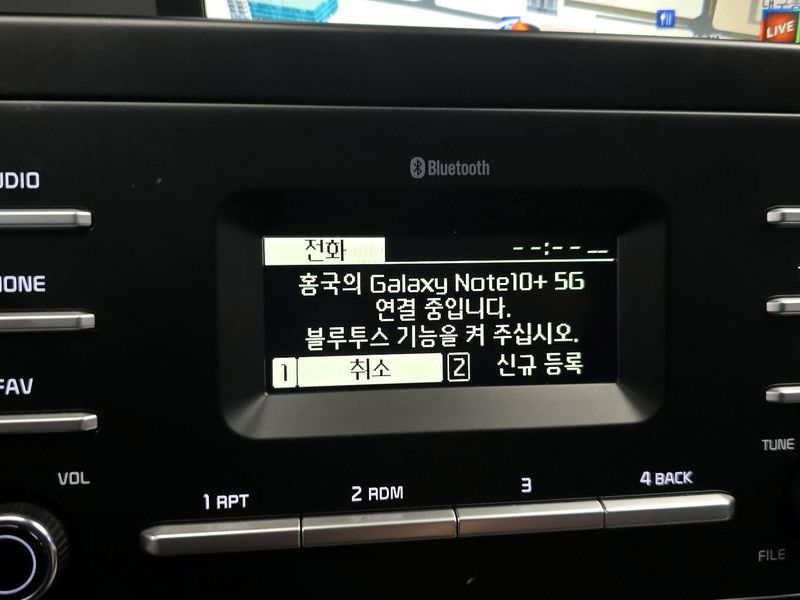 LIVE
Bluetooth
전화 --:-- --
홍국의 Galaxy Note10+ 5G
연결 중입니다.
블루투스 기능을 켜 주십시오.
1 취소 2 신규 등록
UDIO
HONE
FAV
VOL
1 RPT
2 RDM
3
4 BACK
TUNE
FILE